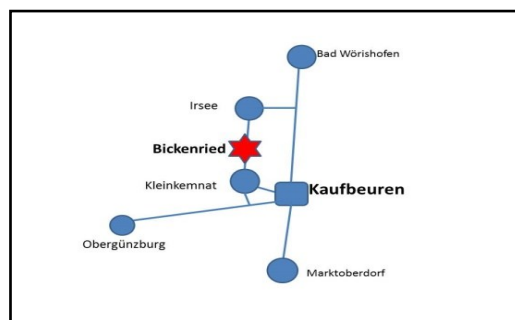 Bad Wörishofen
Irsee
Bickenried
Kleinkemnat
Kaufbeuren
Obergünzburg
Marktoberdorf